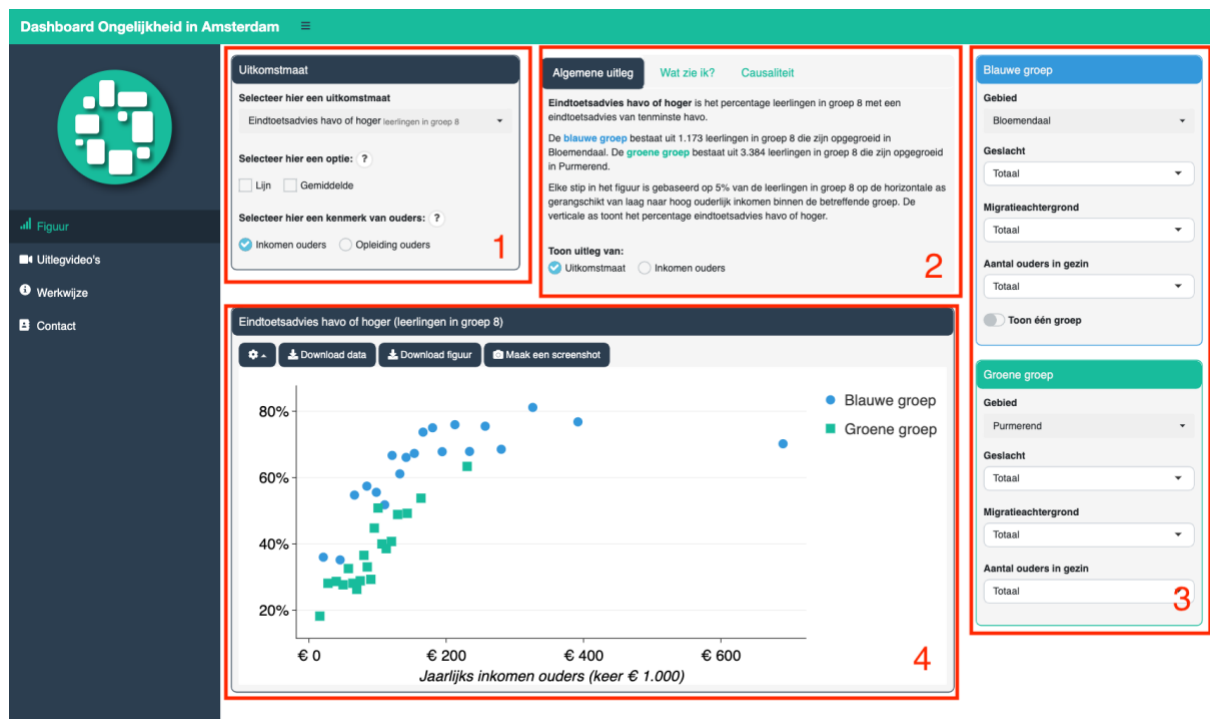 Dashboard Ongelijkheid in Amsterdam
Figuur
Uitlegvideo's
Werkwijze
Contact
Uitkomstmaat
Selecteer hier een uitkomstmaat
Eindtoetsadvies havo of hoger leerlingen in groep 8
Selecteer hier een optie: ?
Lijn Gemiddelde
Selecteer hier een kenmerk van ouders: ?
Inkomen ouders Opleiding ouders
1
Algemene uitleg Wat zie ik? Causaliteit
Eindtoetsadvies havo of hoger is het percentage leerlingen in groep 8 met een
eindtoetsadvies van tenminste havo.
De blauwe groep bestaat uit 1.173 leerlingen in groep 8 die zijn opgegroeid in
Bloemendaal. De groene groep bestaat uit 3.384 leerlingen in groep 8 die zijn opgegroeid
in Purmerend.
Elke stip in het figuur is gebaseerd op 5% van de leerlingen in groep 8 op de horizontale as
gerangschikt van laag naar hoog ouderlijk inkomen binnen de betreffende groep. De
verticale as toont het percentage eindtoetsadvies havo of hoger.
Toon uitleg van:
Uitkomstmaat Inkomen ouders
2
Blauwe groep
Gebied
Bloemendaal
Geslacht
Totaal
Migratieachtergrond
Totaal
Aantal ouders in gezin
Totaal
Toon één groep
Groene groep
Gebied
Purmerend
Geslacht
Totaal
Migratieachtergrond
Totaal
Aantal ouders in gezin
Totaal
3
Eindtoetsadvies havo of hoger (leerlingen in groep 8)
Download data Download figuur Maak een screenshot
80%
60%
40%
20%
€ 0 € 200 € 400 € 600
Jaarlijks inkomen ouders (keer € 1.000)
Blauwe groep
Groene groep
4